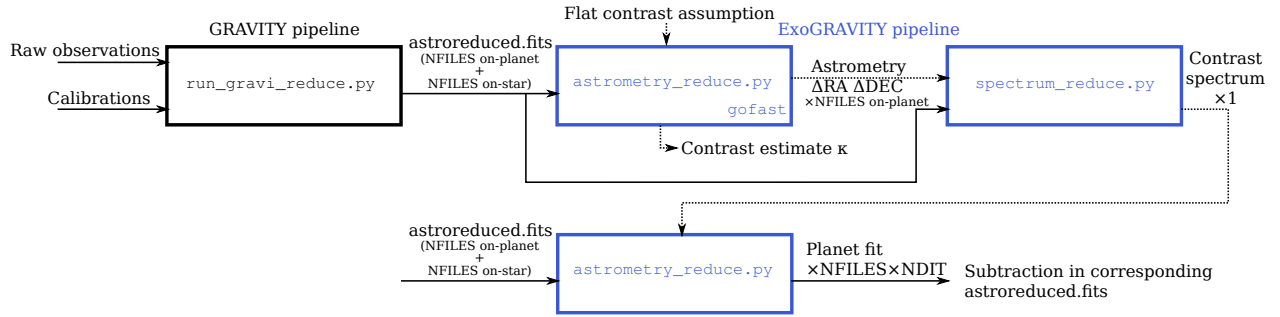 Flat contrast assumption
GRAVITY pipeline
ExoGRAVITY pipeline
Raw observations
Calibrations
run_gravi_reduce.py
astroreduced.fits
(NFILES on-planet
+
NFILES on-star)
astrometry_reduce.py
gofast
Contrast estimate κ
Astrometry
ΔRA ΔDEC
×NFILES on-planet
spectrum_reduce.py
Contrast
spectrum
×1
astroreduced.fits
(NFILES on-planet
+
NFILES on-star)
astrometry_reduce.py
Planet fit
×NFILES×NDIT
Subtraction in corresponding
astroreduced.fits